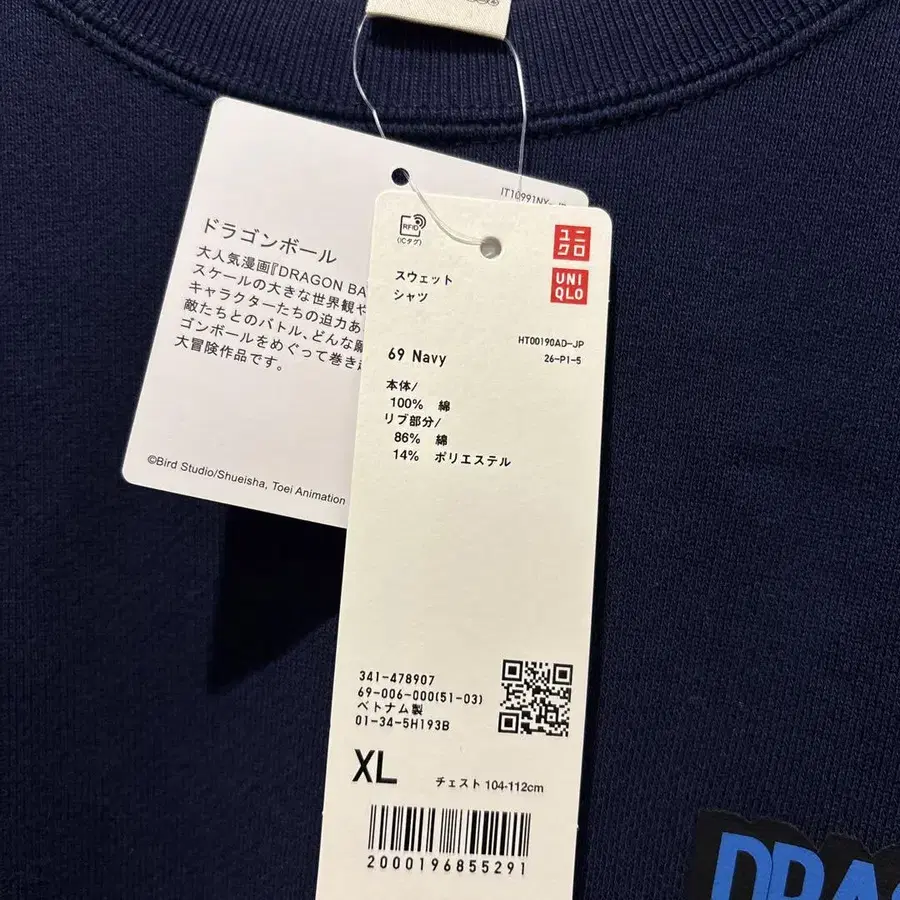 IT10991NY
ドラゴンボール
大人気漫画『DRAGON BA
スケールの大きな世界観や
キャラクターたちの迫力あ
敵たちとのバトル、どんな願
ゴンボールをめぐって巻き
大冒険作品です。
©Bird Studio/Shueisha, Toei Animation
RFID
(ICタグ)
ユニ
クロ
UNI
QLO
スウェット
シャツ
HT00190AD-JP
26-P1-5
69 Navy
本体/
100% 綿
リブ部分/
86% 綿
14% ポリエステル
341-478907
69-006-000(51-03)
ベトナム製
01-34-5H193B
XL
チェスト 104-112cm
2000196855291
DRAG